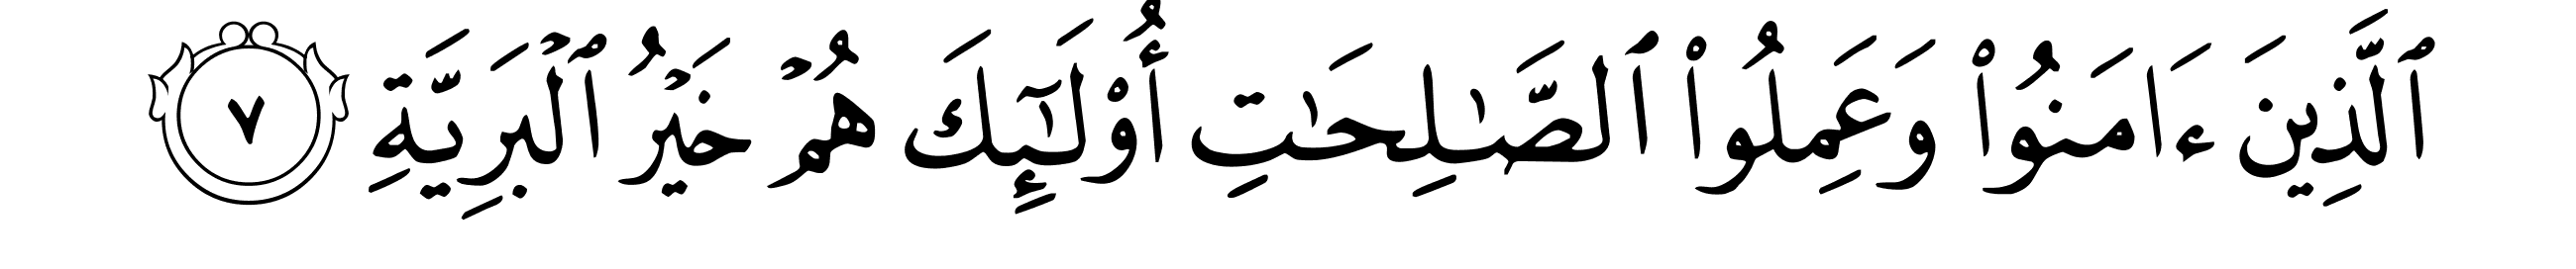 ٱلَّذِينَ ءَامَنُوا۟ وَعَمِلُوا۟ ٱلصَّـٰلِحَـٰتِ أُو۟لَـٰٓئِكَ هُمْ خَيْرُ ٱلْبَرِيَّةِ ٧